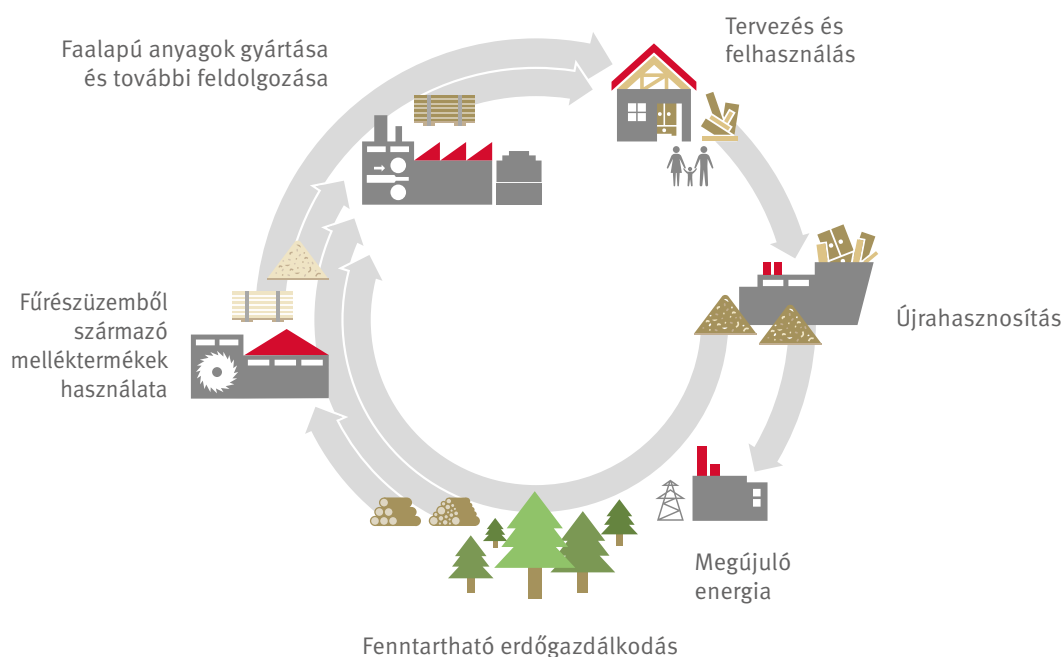 Faalapú anyagok gyártása
és további feldolgozása
Tervezés és
felhasználás
Fűrészüzemből
származó
melléktermékek
használata
Újrahasznosítás
Megújuló
energia
Fenntartható erdőgazdálkodás